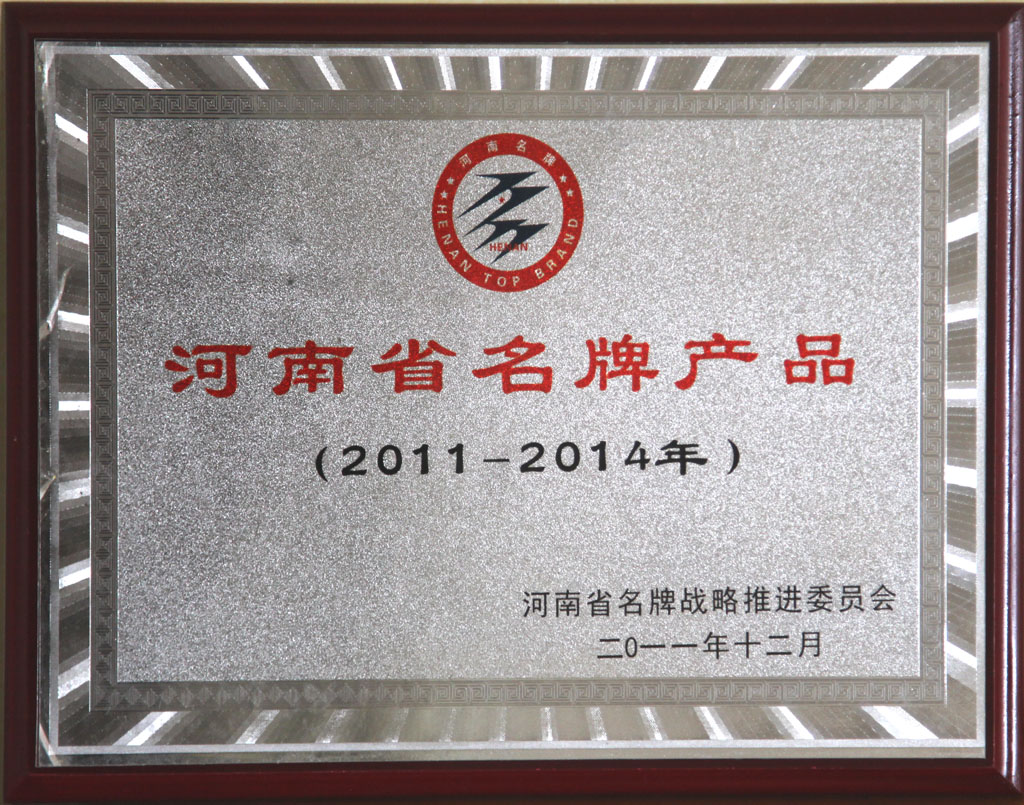 河南名牌
★★ ★★
HENAN TOP BRAND
HENAN
河南省名牌产品
(2011-2014年)
河南省名牌战略推进委员会
二0一一年十二月